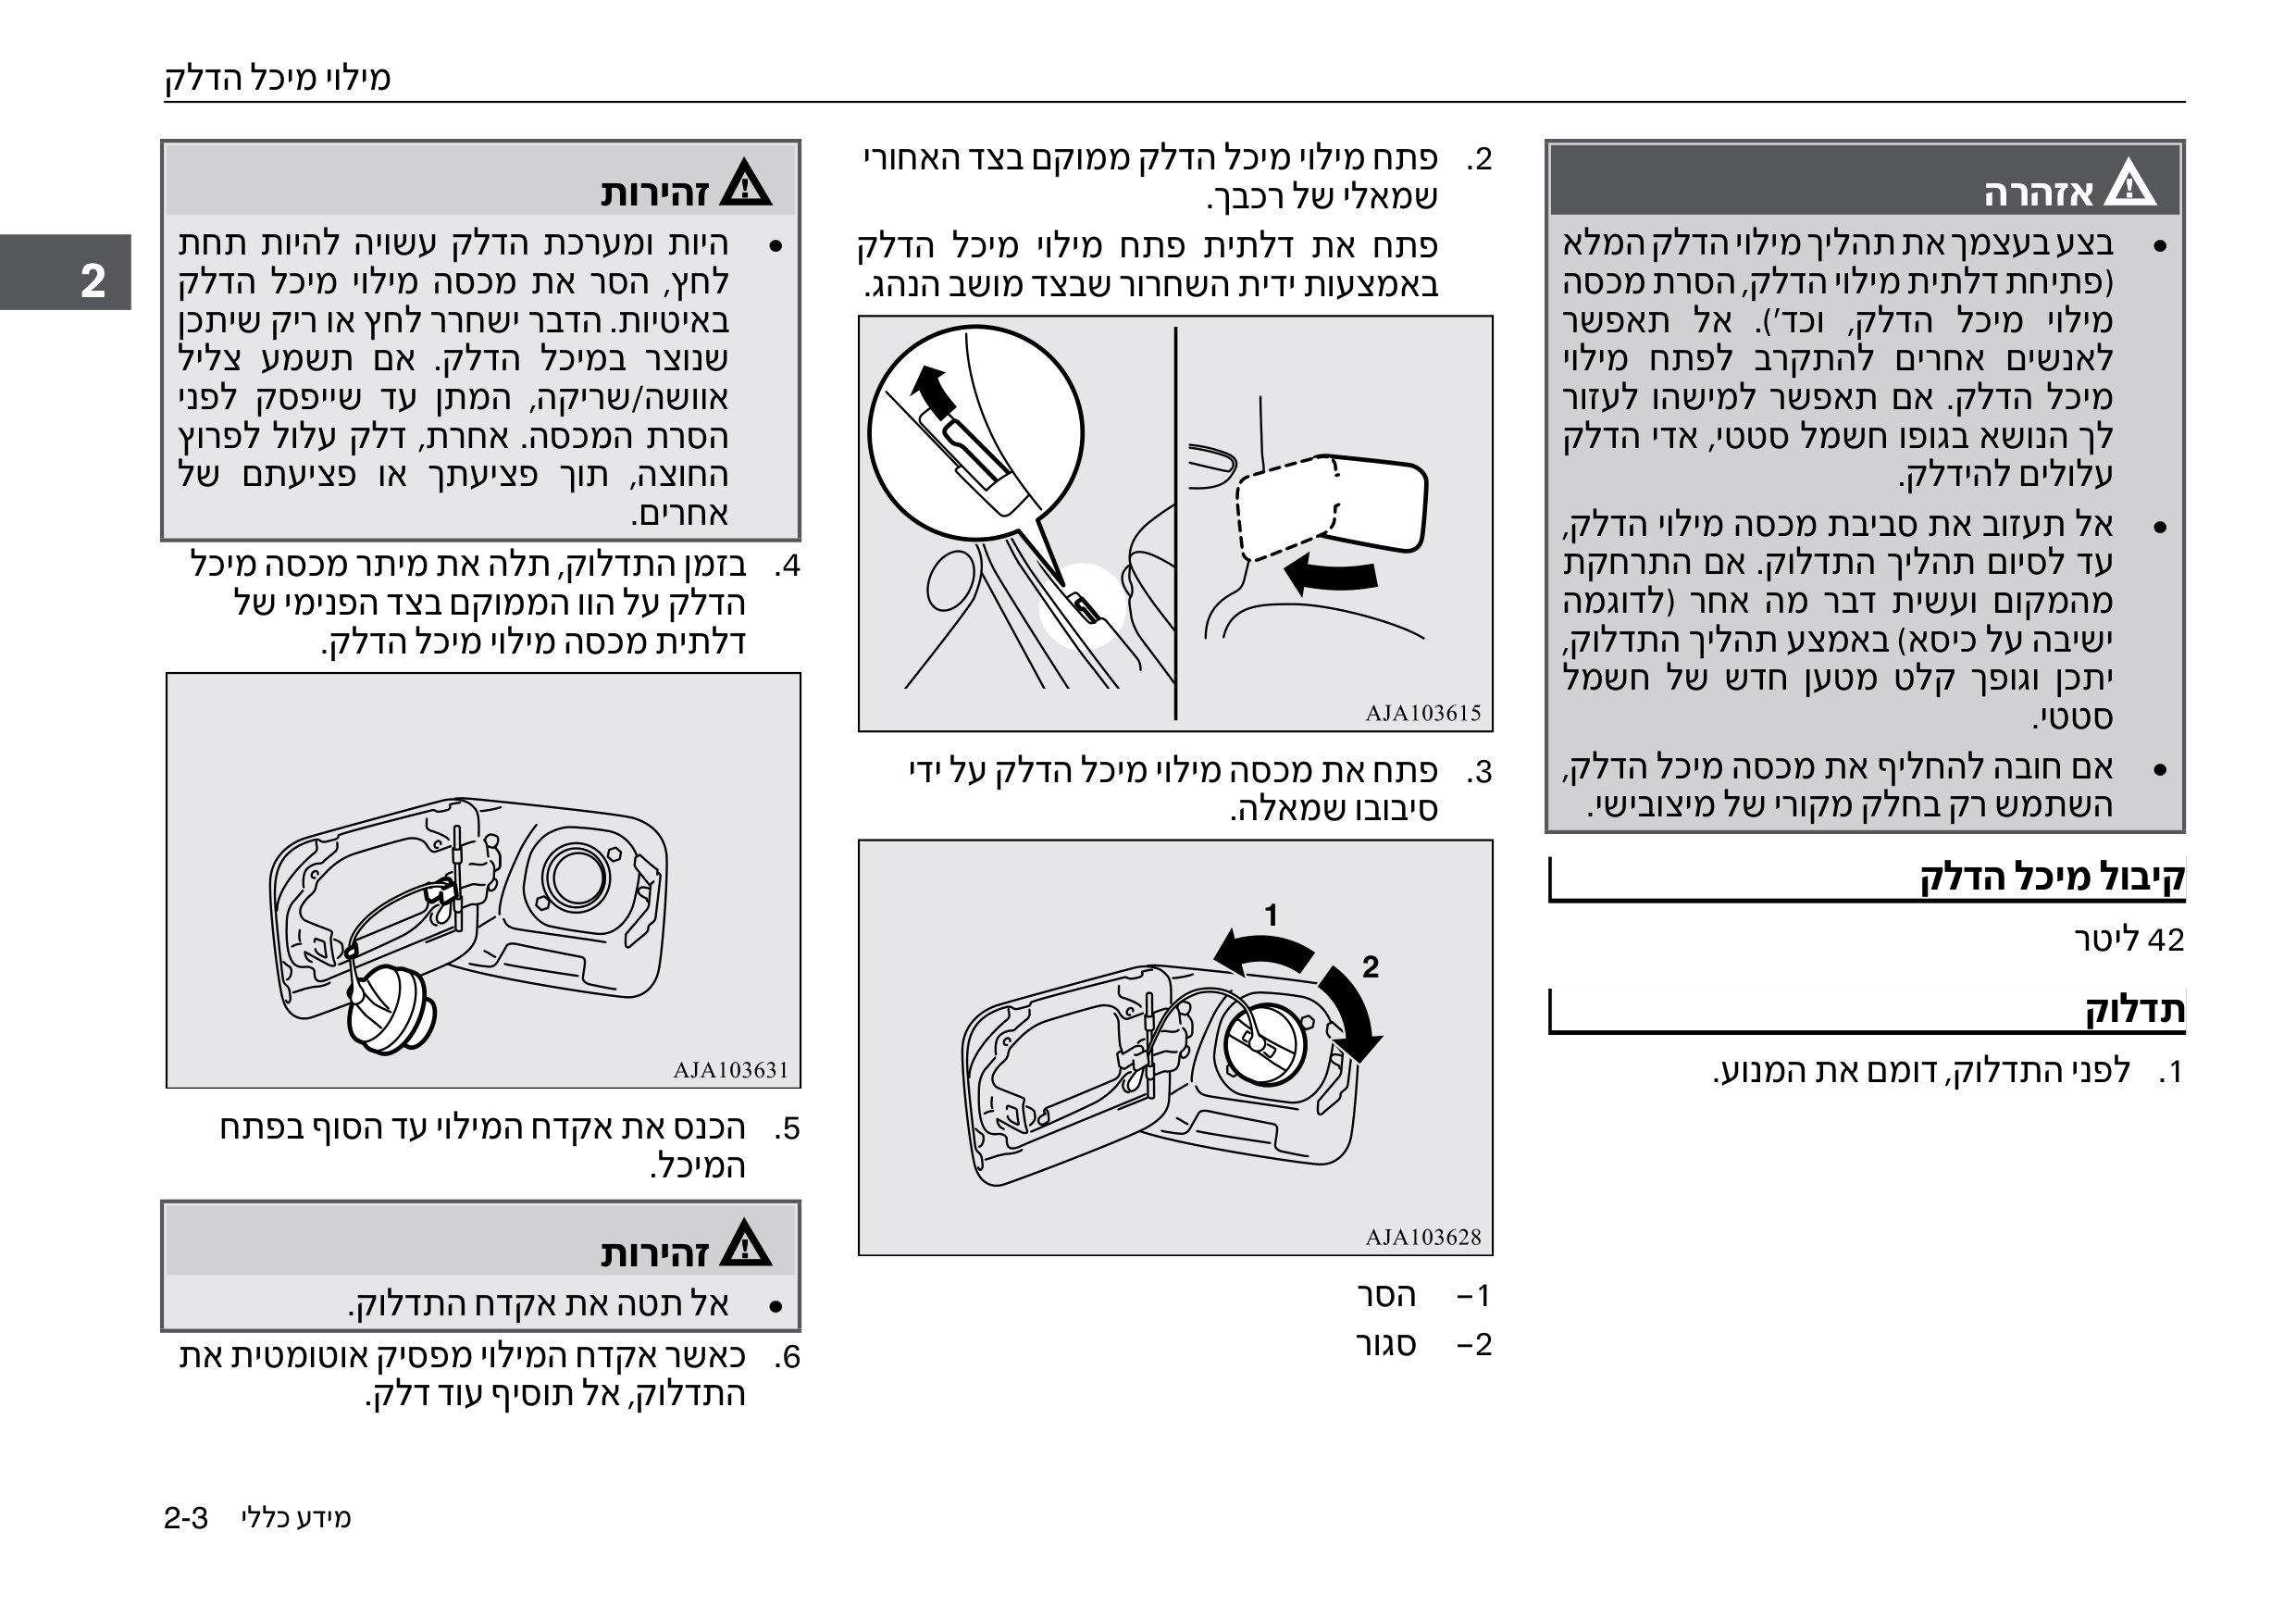 מילוי מיכל הדלק
2
אזהרה
• בצע בעצמך את תהליך מילוי הדלק המלא
(פתיחת דלתית מילוי הדלק, הסרת מכסה
מילוי מיכל הדלק, וכד'). אל תאפשר
לאנשים אחרים להתקרב לפתח מילוי
מיכל הדלק. אם תאפשר למישהו לעזור
לך הנושא בגופו חשמל סטטי, אדי הדלק
עלולים להידלק.
• אל תעזוב את סביבת מכסה מילוי הדלק,
עד לסיום תהליך התדלוק. אם התרחקת
מהמקום ועשית דבר מה אחר (לדוגמה
ישיבה על כיסא) באמצע תהליך התדלוק,
יתכן וגופך קלט מטען חדש של חשמל
סטטי.
• אם חובה להחליף את מכסה מיכל הדלק,
השתמש רק בחלק מקורי של מיצובישי.
קיבול מיכל הדלק
42 ליטר
תדלוק
1. לפני התדלוק, דומם את המנוע.
2. פתח מילוי מיכל הדלק ממוקם בצד האחורי
שמאלי של רכבך.
פתח את דלתית פתח מילוי מיכל הדלק
באמצעות ידית השחרור שבצד מושב הנהג.
AJA103615
3. פתח את מכסה מילוי מיכל הדלק על ידי
סיבובו שמאלה.
1
2
AJA103628
1– הסר
2– סגור
זהירות
• היות ומערכת הדלק עשויה להיות תחת
לחץ, הסר את מכסה מילוי מיכל הדלק
באיטיות. הדבר ישחרר לחץ או ריק שיתכן
שנוצר במיכל הדלק. אם תשמע צליל
אוושה/שריקה, המתן עד שייפסק לפני
הסרת המכסה. אחרת, דלק עלול לפרוץ
החוצה, תוך פציעתך או פציעתם של
אחרים.
4. בזמן התדלוק, תלה את מיתר מכסה מיכל
הדלק על הוו הממוקם בצד הפנימי של
דלתית מכסה מילוי מיכל הדלק.
AJA103631
5. הכנס את אקדח המילוי עד הסוף בפתח
המיכל.
זהירות
• אל תטה את אקדח התדלוק.
6. כאשר אקדח המילוי מפסיק אוטומטית את
התדלוק, אל תוסיף עוד דלק.
מידע כללי 2-3